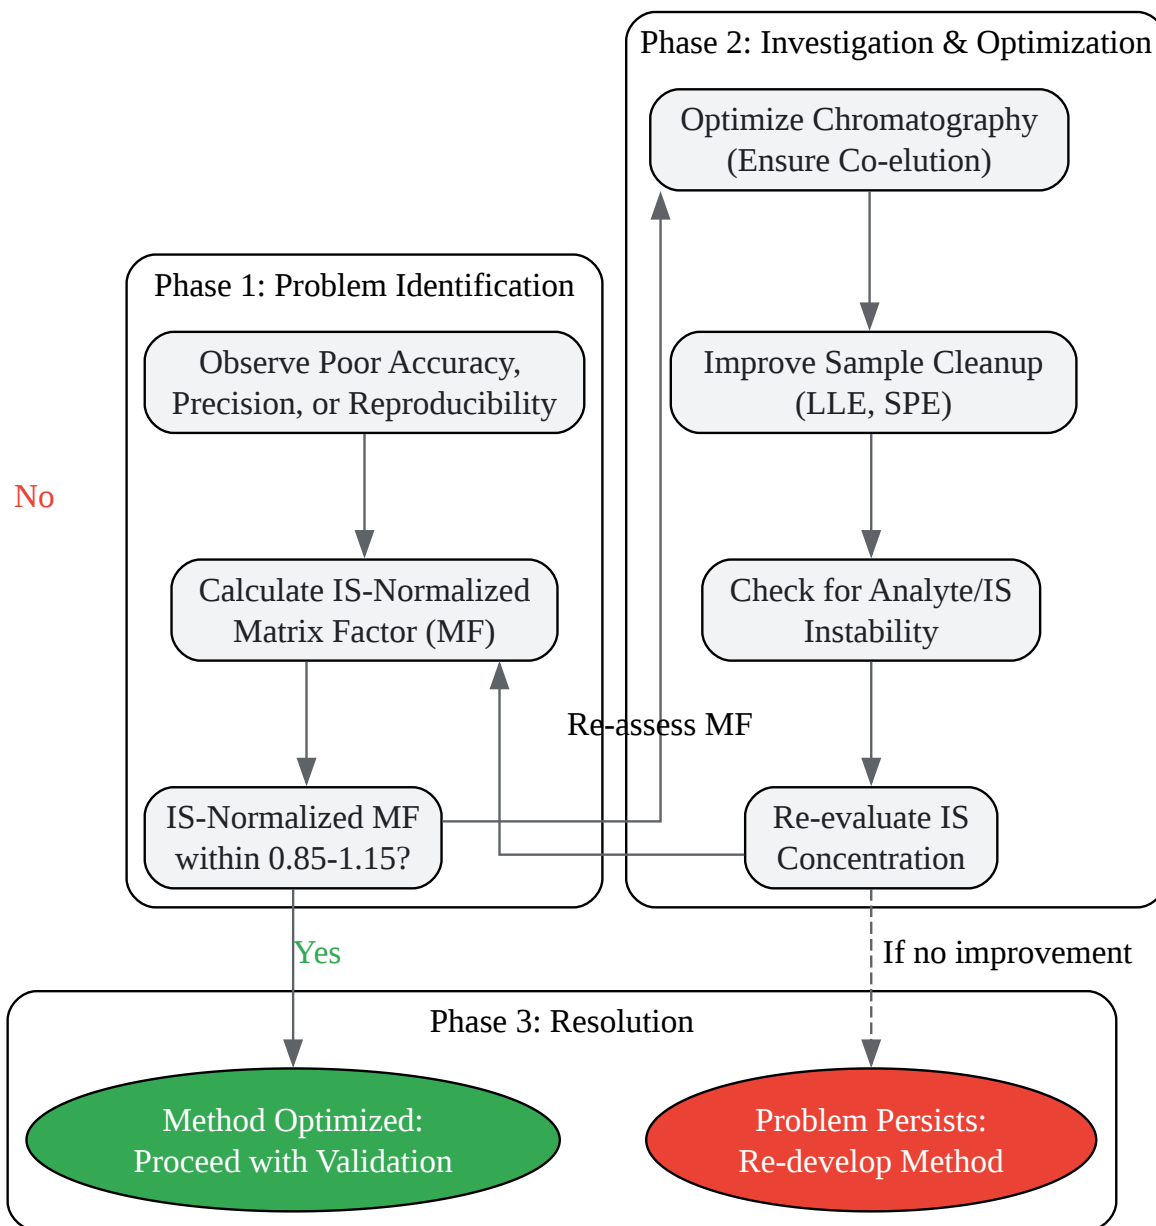 Phase 2: Investigation & Optimization
Optimize Chromatography
(Ensure Co-elution)
Phase 1: Problem Identification
Observe Poor Accuracy,
Precision, or Reproducibility
Improve Sample Cleanup
(LLE, SPE)
No
Calculate IS-Normalized
Matrix Factor (MF)
Check for Analyte/IS
Instability
Re-assess MF
IS-Normalized MF
within 0.85-1.15?
Re-evaluate IS
Concentration
Yes
If no improvement
Phase 3: Resolution
Method Optimized:
Proceed with Validation
Problem Persists:
Re-develop Method